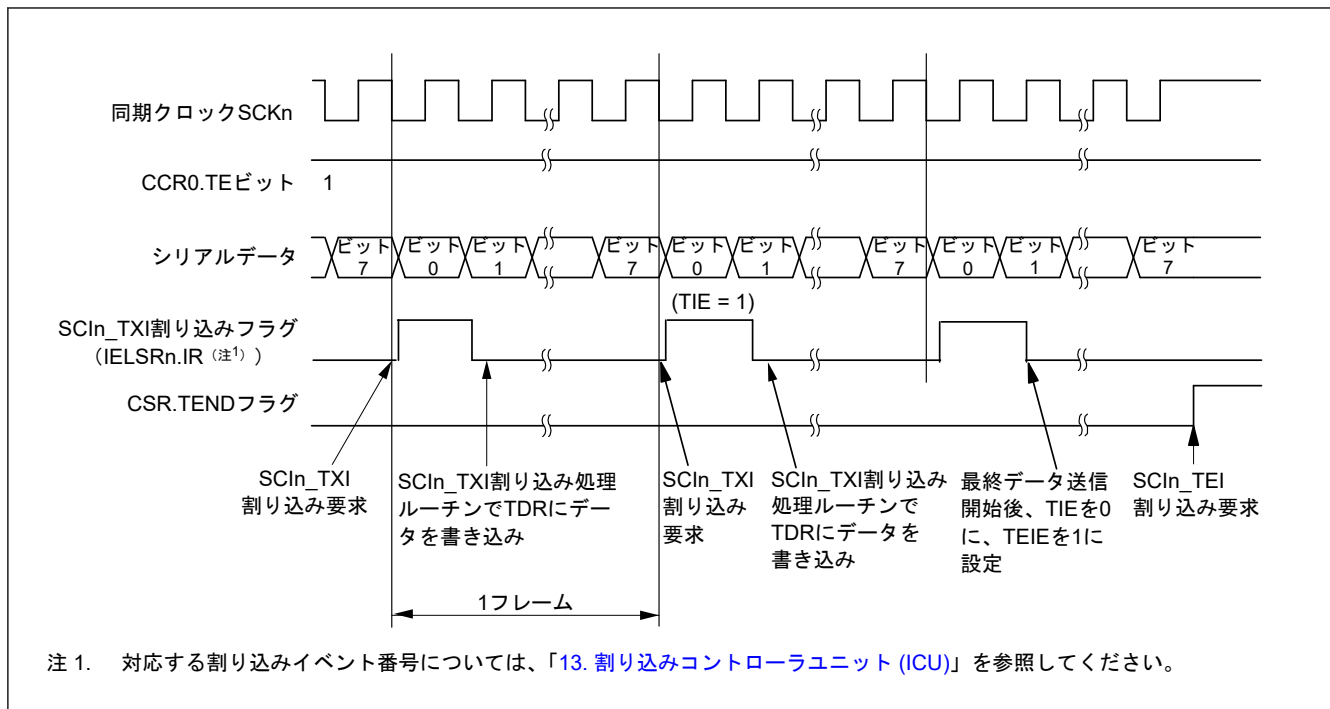 同期クロックSCKn
CCR0.TEビット 1
シリアルデータ
ビット 7
ビット 0
ビット 1
ビット 7
ビット 0
ビット 1
ビット 7
ビット 0
ビット 1
ビット 7
(TIE = 1)
SCIn_TXI割り込みフラグ
(IELSRn.IR (注1) )
CSR.TENDフラグ
SCIn_TXI
割り込み要求
SCIn_TXI割り込み処理
ルーチンでTDRにデー
タを書き込み
SCIn_TXI
割り込み
要求
SCIn_TXI割り込み
処理ルーチンで
TDRにデータを
書き込み
最終データ送信
開始後、TIEを0
に、TEIEを1に
設定
SCIn_TEI
割り込み要求
1フレーム
注 1. 対応する割り込みイベント番号については、「13. 割り込みコントローラユニット (ICU)」を参照してください。